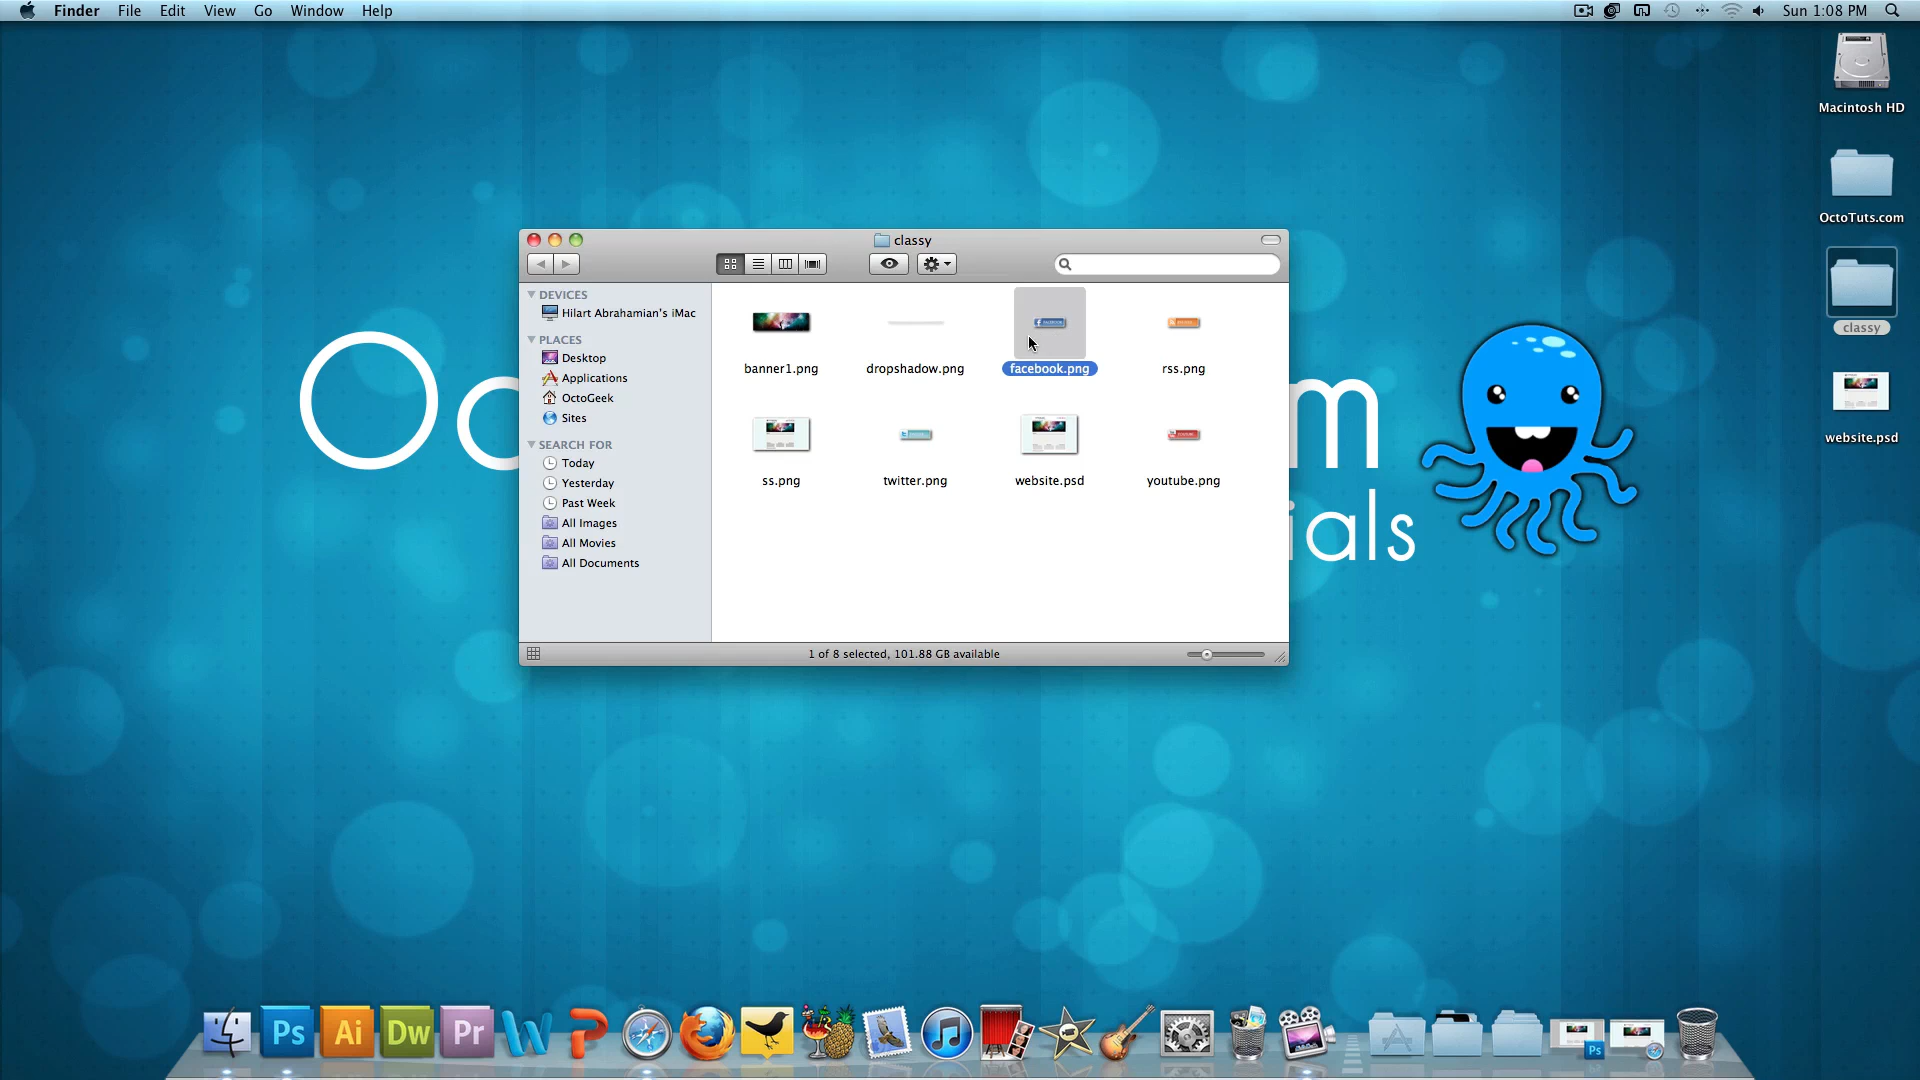 Finder File Edit View Go Window Help
Sun 1:08 PM
Macintosh HD
OctoTuts.com
classy
website.psd
classy
DEVICES
Hilart Abrahamian's iMac
PLACES
Desktop
Applications
OctoGeek
Sites
SEARCH FOR
Today
Yesterday
Past Week
All Images
All Movies
All Documents
banner1.png
dropshadow.png
facebook.png
rss.png
ss.png
twitter.png
website.psd
youtube.png
1 of 8 selected, 101.88 GB available
Oc
m
ials
Ps Ai Dw Pr
Ps